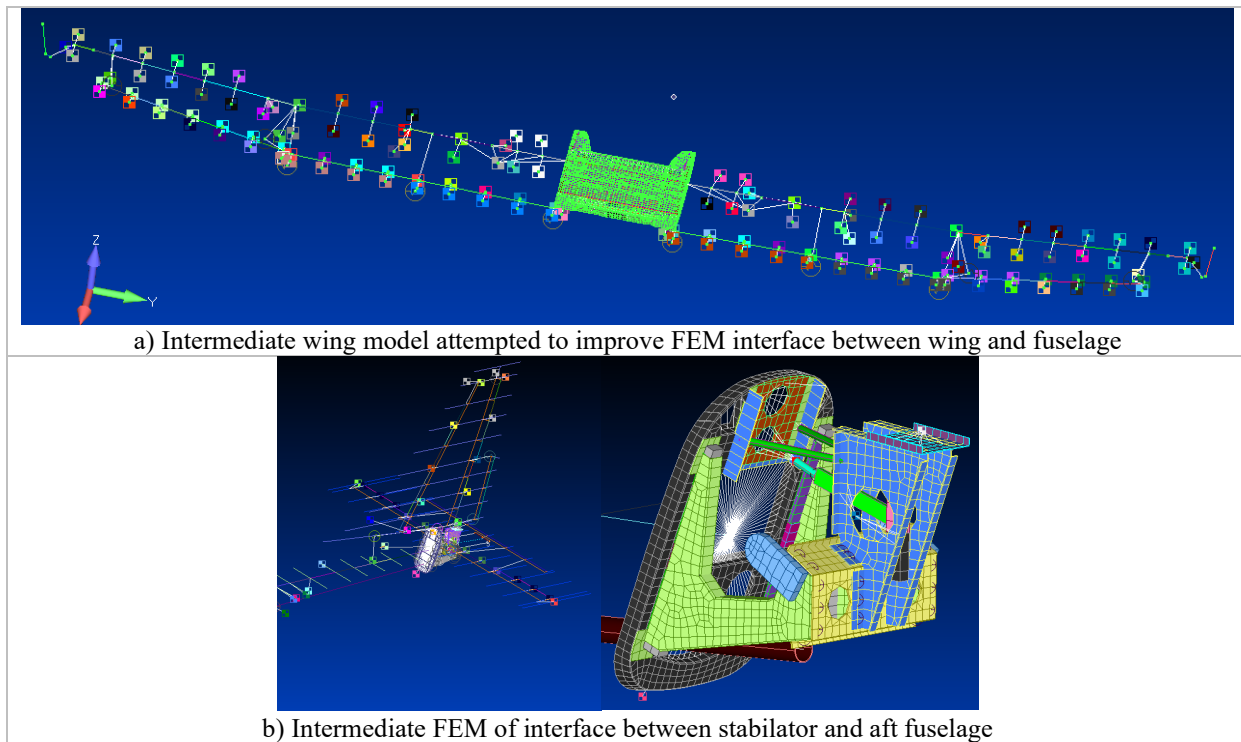 Z
Y
a) Intermediate wing model attempted to improve FEM interface between wing and fuselage
b) Intermediate FEM of interface between stabilator and aft fuselage